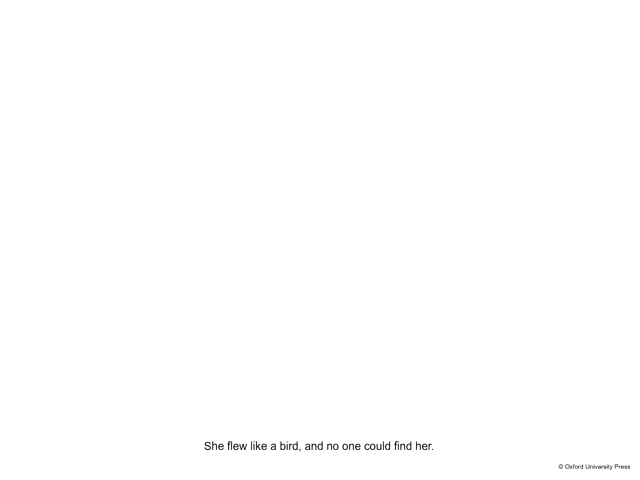 She flew like a bird, and no one could find her.
© Oxford University Press